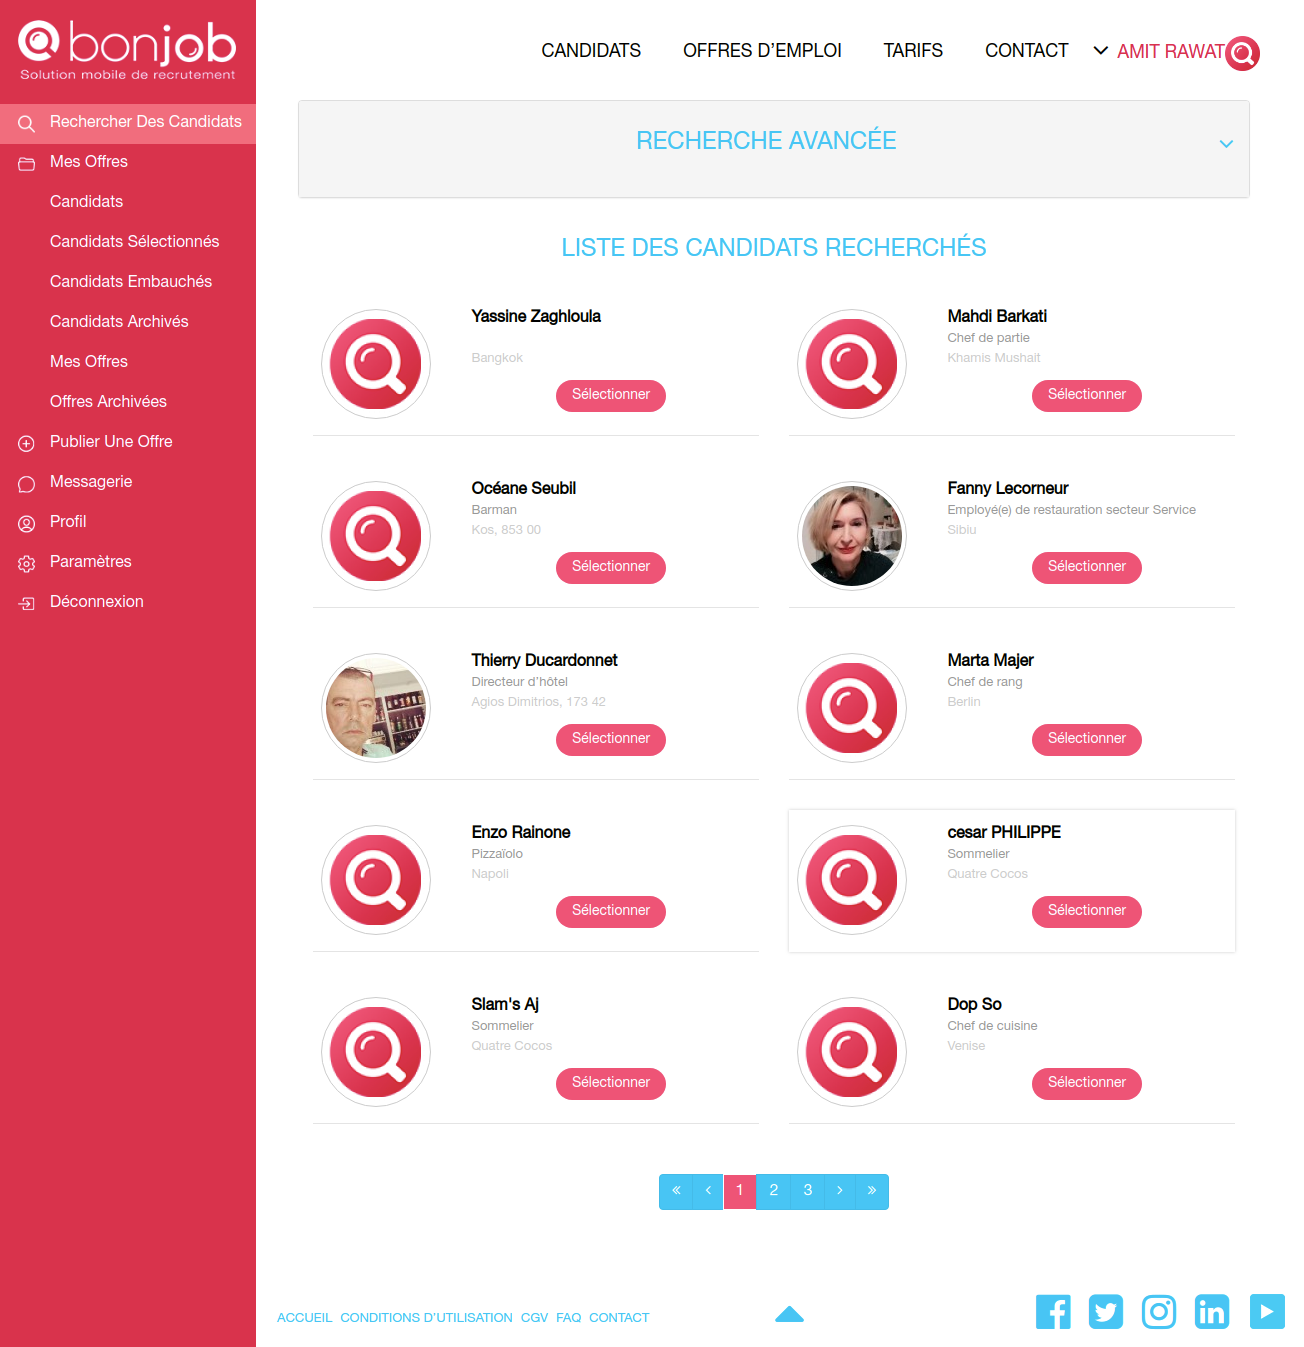 bonjob
Solution mobile de recrutement
CANDIDATS OFFRES D'EMPLOI TARIFS CONTACT AMIT RAWAT
Rechercher Des Candidats
Mes Offres
Candidats
Candidats Sélectionnés
Candidats Embauchés
Candidats Archivés
Mes Offres
Offres Archivées
Publier Une Offre
Messagerie
Profil
Paramètres
Déconnexion
RECHERCHE AVANCÉE
LISTE DES CANDIDATS RECHERCHÉS
Yassine Zaghloula
Bangkok
Sélectionner
Mahdi Barkati
Chef de partie
Khamis Mushait
Sélectionner
Océane Seubil
Barman
Kos, 853 00
Sélectionner
Fanny Lecorneur
Employé(e) de restauration secteur Service
Sibiu
Sélectionner
Thierry Ducardonnet
Directeur d'hôtel
Agios Dimitrios, 173 42
Sélectionner
Marta Majer
Chef de rang
Berlin
Sélectionner
Enzo Rainone
Pizzaïolo
Napoli
Sélectionner
cesar PHILIPPE
Sommelier
Quatre Cocos
Sélectionner
Slam's Aj
Sommelier
Quatre Cocos
Sélectionner
Dop So
Chef de cuisine
Venise
Sélectionner
« ‹ 1 2 3 › »
ACCUEIL CONDITIONS D'UTILISATION CGV FAQ CONTACT